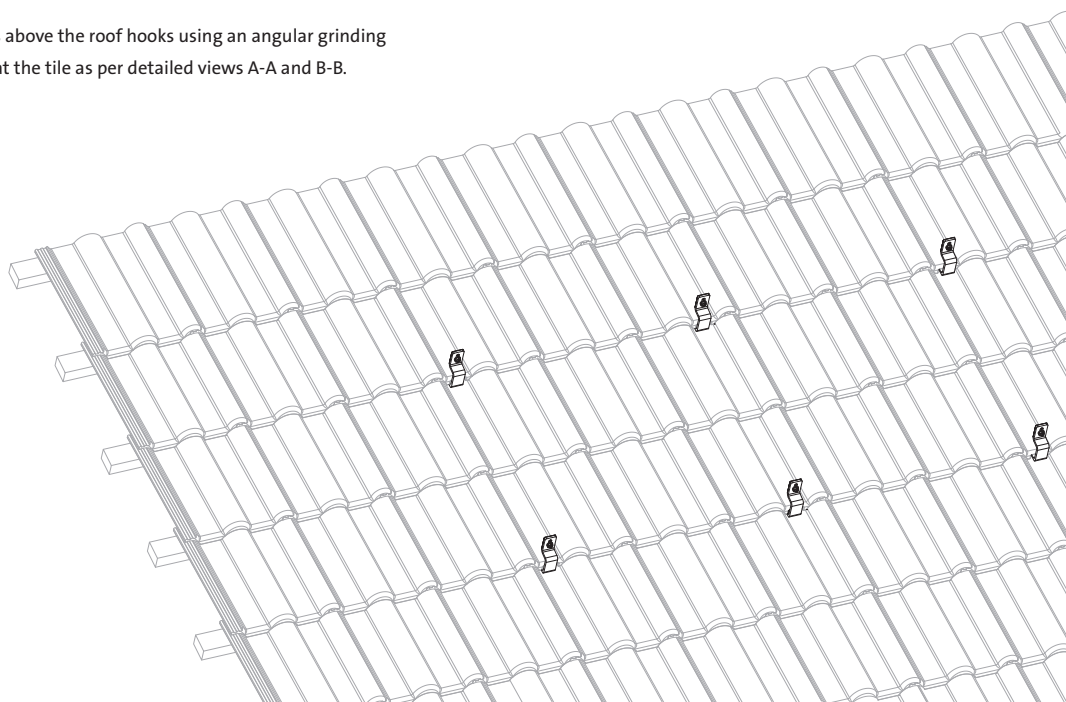 above the roof hooks using an angular grinding
the tile as per detailed views A-A and B-B.